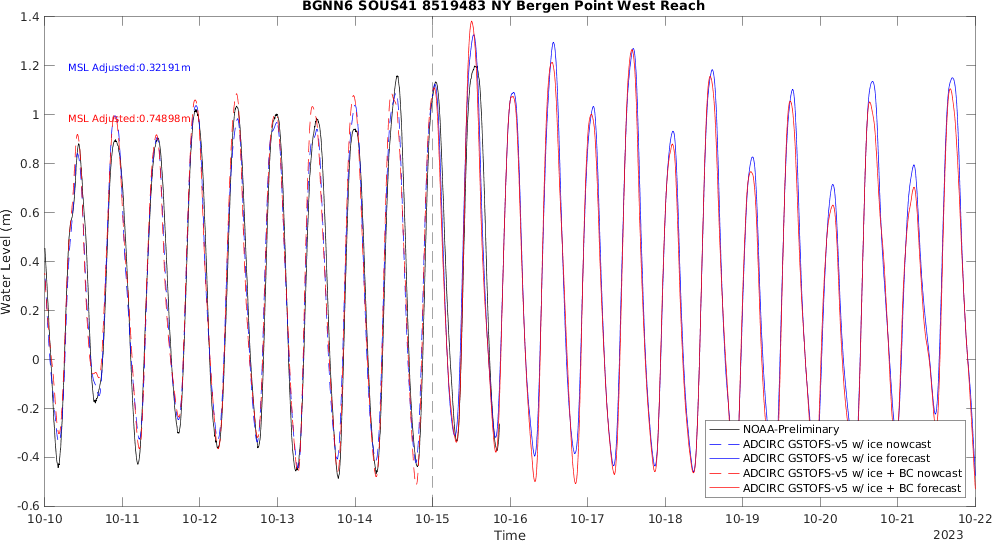 BGNN6 SOUS41 8519483 NY Bergen Point West Reach
1.4
1.2
1
0.8
0.6
0.4
0.2
0
-0.2
-0.4
-0.6
Water Level (m)
MSL Adjusted:0.32191m
MSL Adjusted:0.74898m
NOAA-Preliminary
ADCIRC GSTOFS-v5 w/ ice nowcast
ADCIRC GSTOFS-v5 w/ ice forecast
ADCIRC GSTOFS-v5 w/ ice + BC nowcast
ADCIRC GSTOFS-v5 w/ ice + BC forecast
10-10 10-11 10-12 10-13 10-14 10-15 10-16 10-17 10-18 10-19 10-20 10-21 10-22
Time
2023